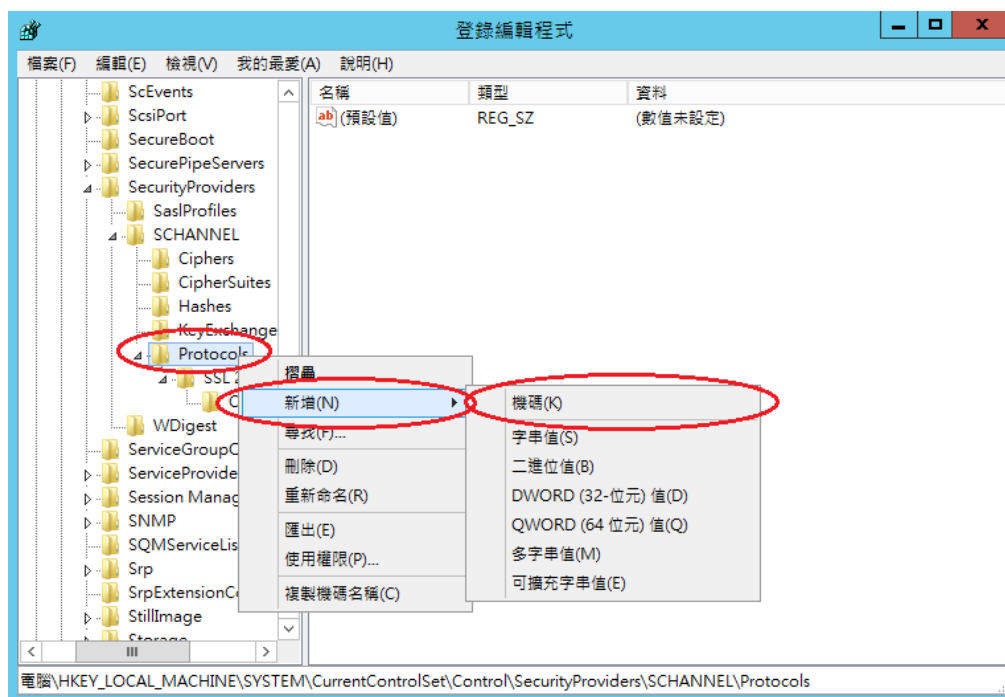 登錄編輯程式
檔案(F) 編輯(E) 檢視(V) 我的最愛(A) 說明(H)
ScEvents
ScsiPort
SecureBoot
SecurePipeServers
SecurityProviders
SaslProfiles
SCHANNEL
Ciphers
CipherSuites
Hashes
KeyExchange
Protocols
SSL 2
C
WDigest
ServiceGroupO
ServiceProvide
Session Manag
SNMP
SQMServiceLis
Srp
SrpExtensionCo
StillImage
Storage
名稱 類型 資料
(預設值) REG_SZ (數值未設定)
摺疊
新增(N)
尋找(F)...
刪除(D)
重新命名(R)
匯出(E)
使用權限(P)...
複製機碼名稱(C)
機碼(K)
字串值(S)
二進位值(B)
DWORD (32-位元) 值(D)
QWORD (64 位元) 值(Q)
多字串值(M)
可擴充字串值(E)
電腦\HKEY_LOCAL_MACHINE\SYSTEM\CurrentControlSet\Control\SecurityProviders\SCHANNEL\Protocols